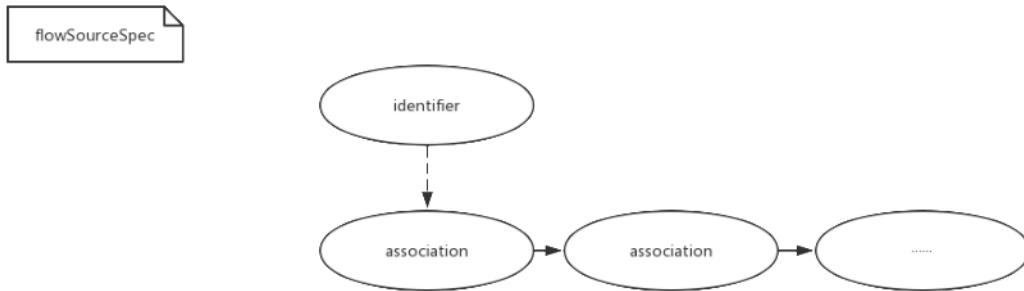 flowSourceSpec
identifier
association
association
......